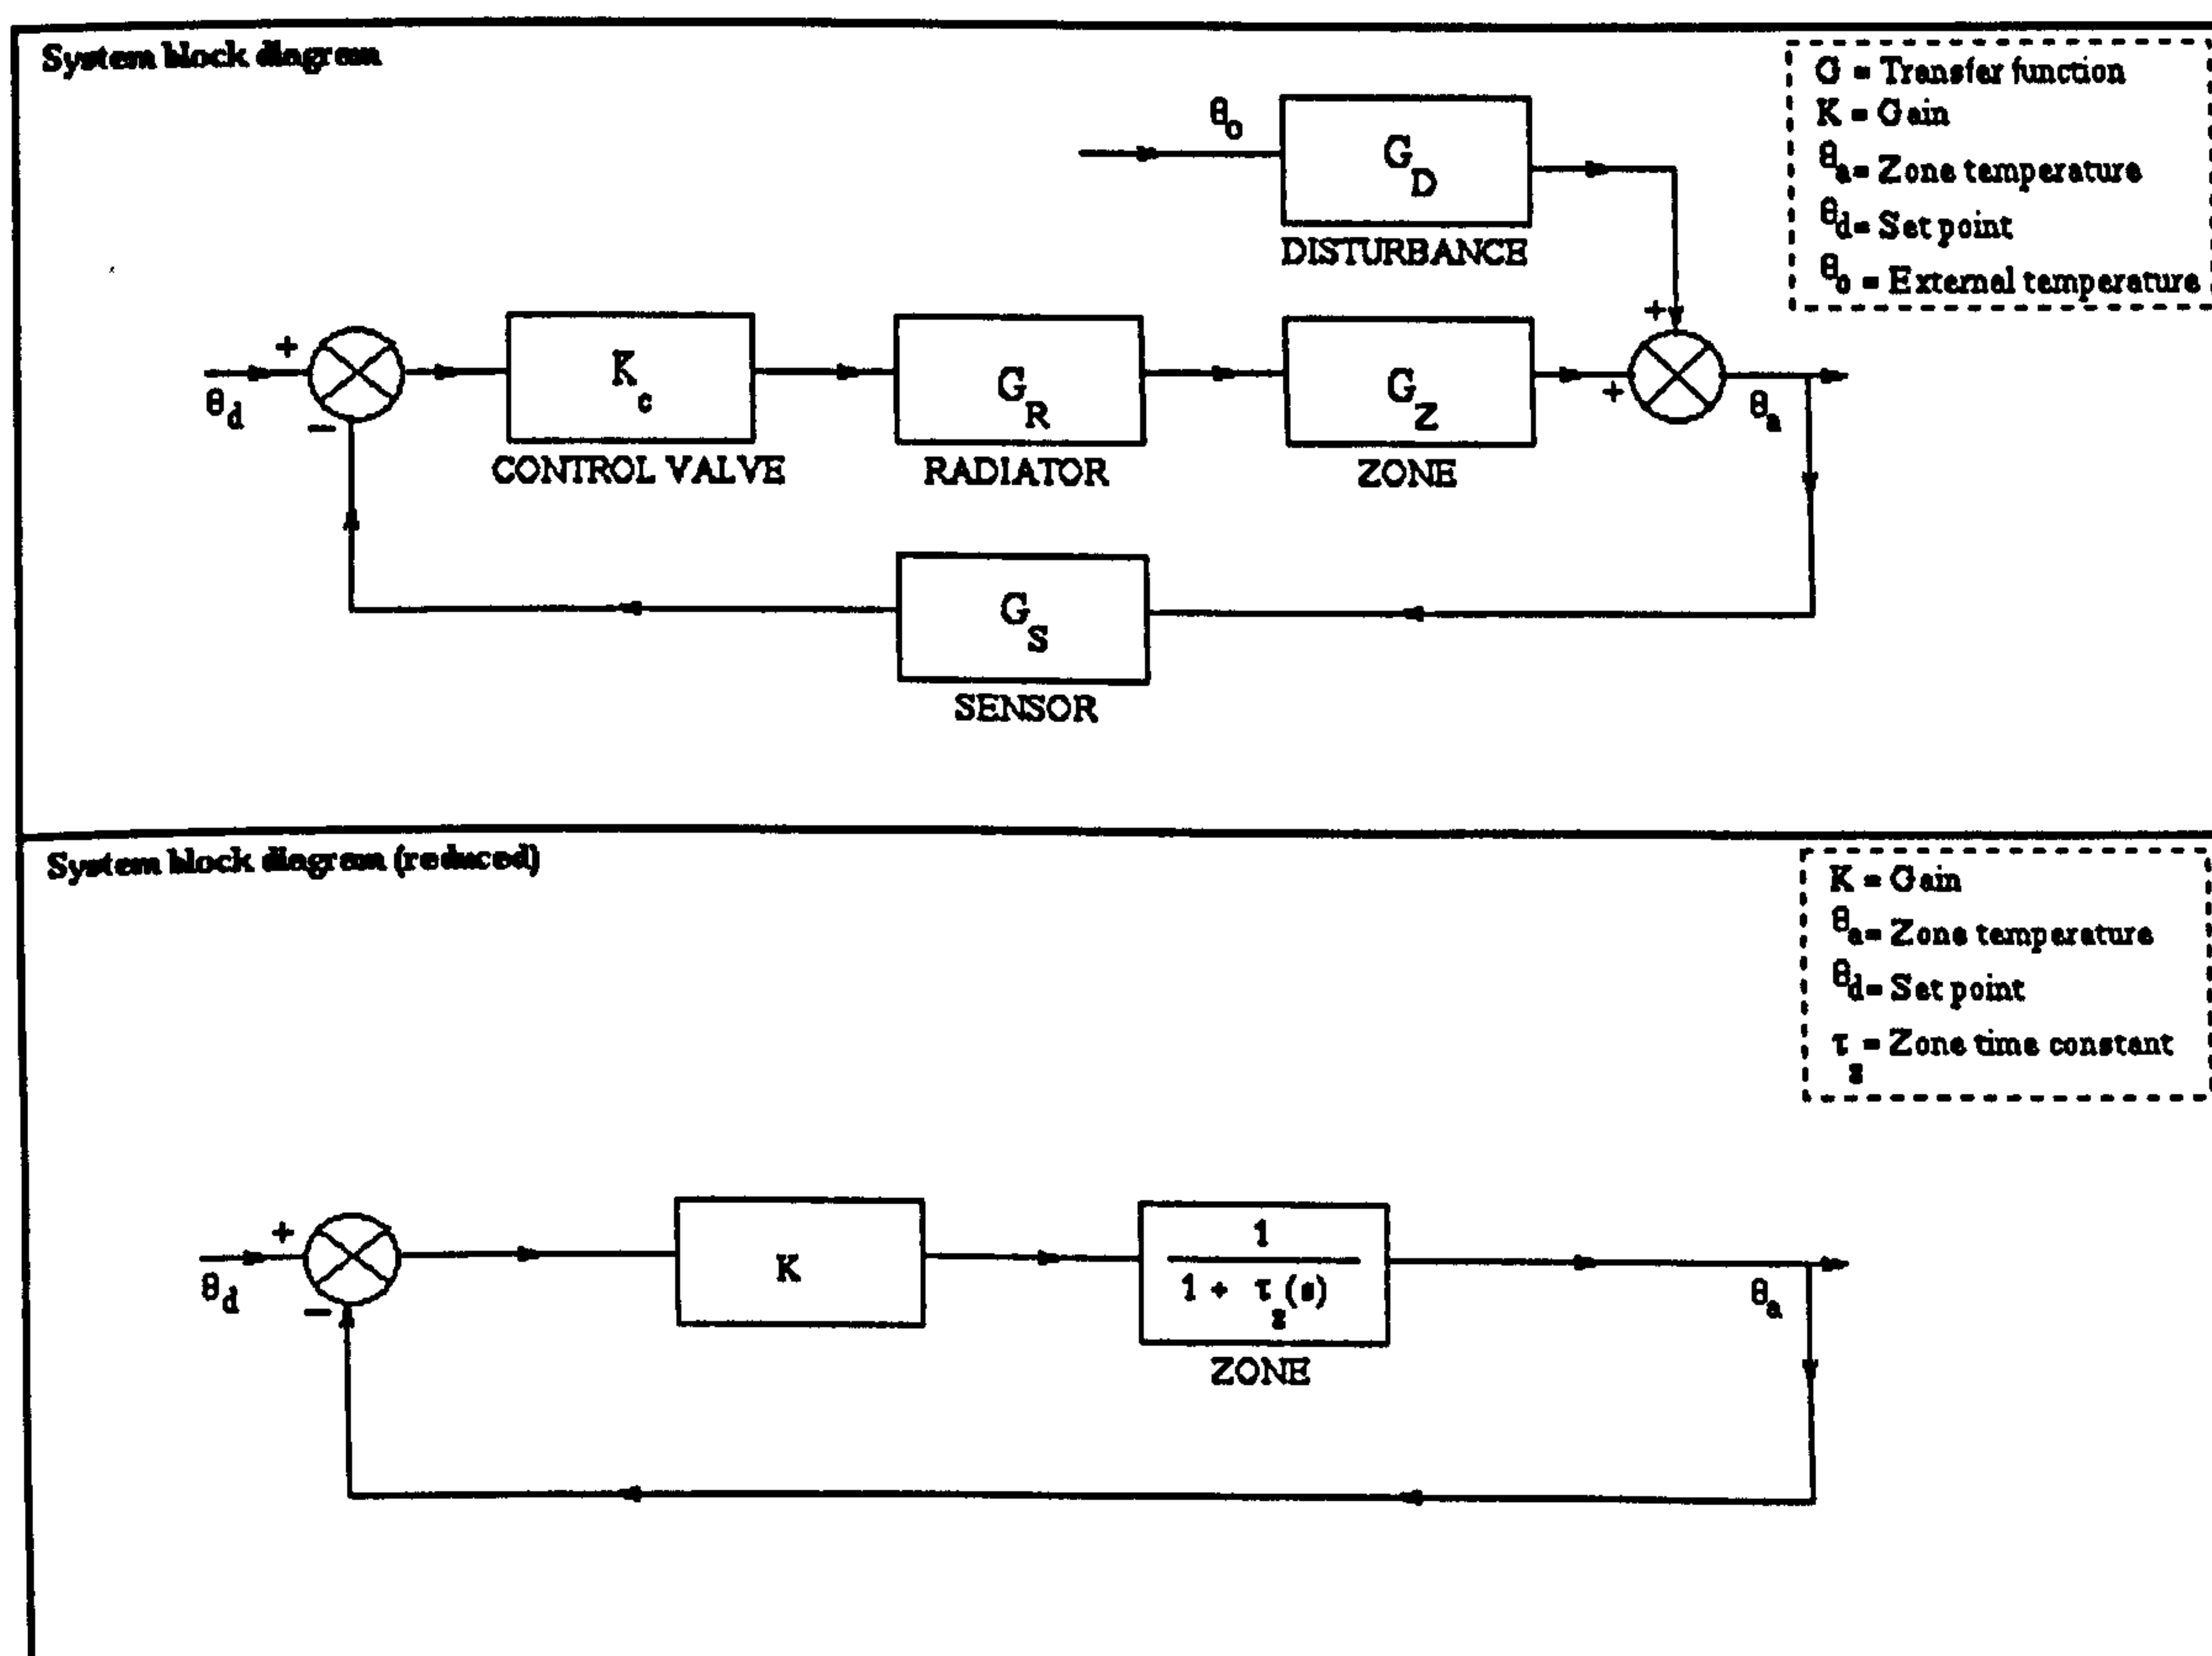 System block diagram
G = Transfer function
K = Gain
θa = Zone temperature
θd = Set point
θo = External temperature
θo
GD
DISTURBANCE
+
+
θd
−
Kc
CONTROL VALVE
GR
RADIATOR
GZ
ZONE
+
θa
GS
SENSOR
System block diagram (reduced)
K = Gain
θa = Zone temperature
θd = Set point
τz = Zone time constant
+
θd
−
K
1
1 + τz(s)
ZONE
θa